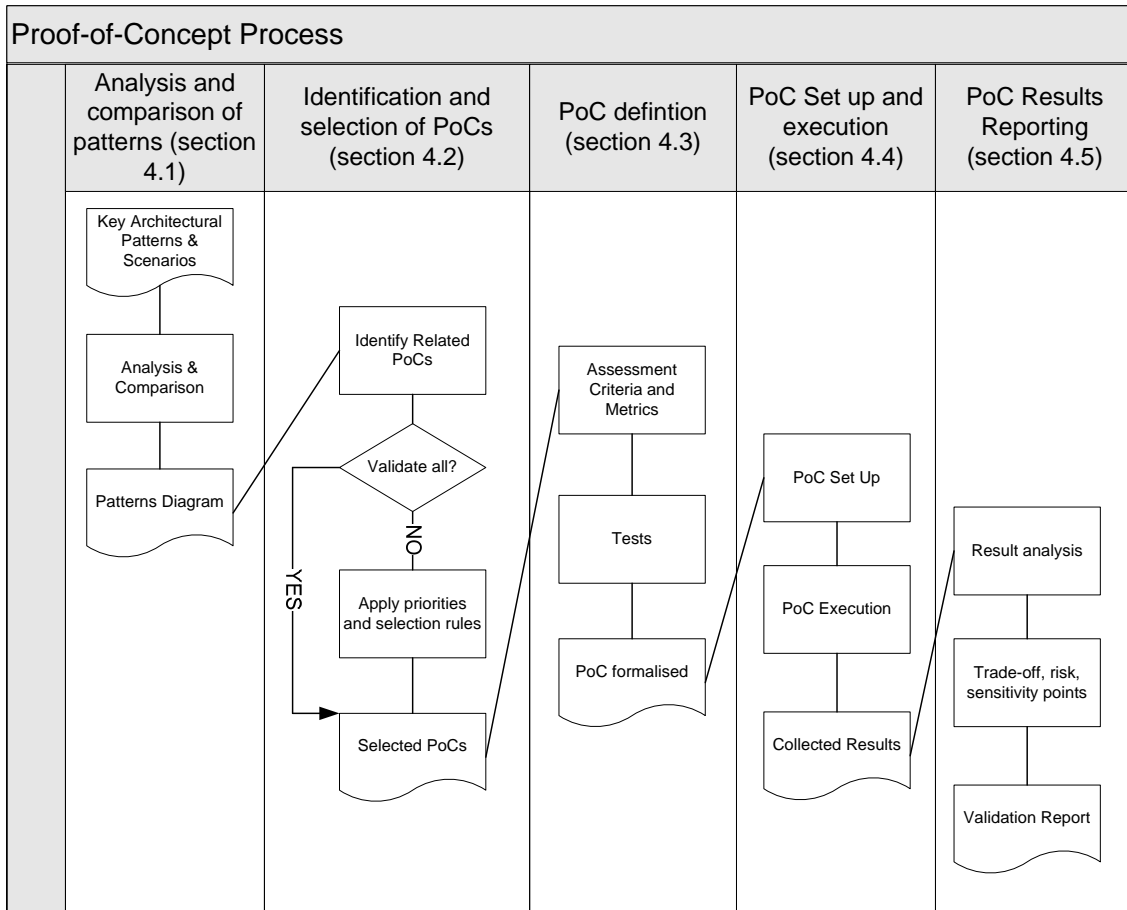 Proof-of-Concept Process
Analysis and
comparison of
patterns (section
4.1)
Identification and
selection of PoCs
(section 4.2)
PoC defintion
(section 4.3)
PoC Set up and
execution
(section 4.4)
PoC Results
Reporting
(section 4.5)
Key Architectural
Patterns &
Scenarios
Analysis &
Comparison
Patterns Diagram
Identify Related
PoCs
Validate all?
NO
YES
Apply priorities
and selection rules
Selected PoCs
Assessment
Criteria and
Metrics
Tests
PoC formalised
PoC Set Up
PoC Execution
Collected Results
Result analysis
Trade-off, risk,
sensitivity points
Validation Report